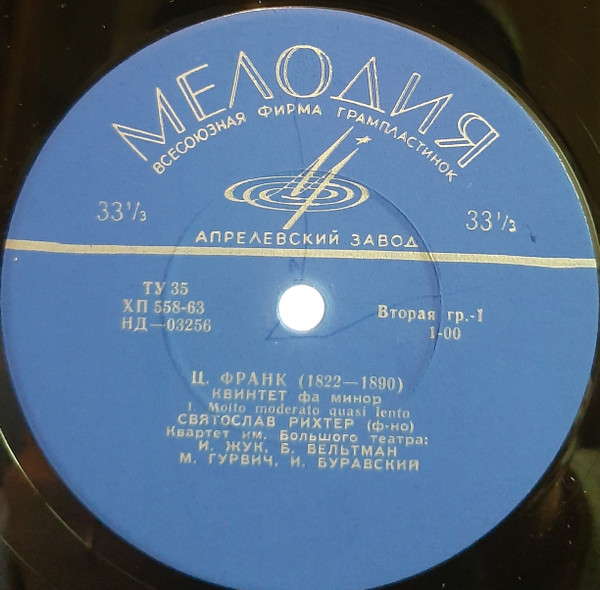 МЕЛОДИЯ
ВСЕСОЮЗНАЯ ФИРМА ГРАМПЛАСТИНОК
33⅓ 33⅓
АПРЕЛЕВСКИЙ ЗАВОД
ТУ 35
ХП 558-63
НД—03256
Вторая гр.-1
1-00
Ц. ФРАНК (1822—1890)
КВИНТЕТ фа минор
1. Moito moderato quasi lento
СВЯТОСЛАВ РИХТЕР (ф-но)
Квартет им. Большого театра:
И. ЖУК, Б. ВЕЛЬТМАН
М. ГУРВИЧ, И. БУРАВСКИЙ